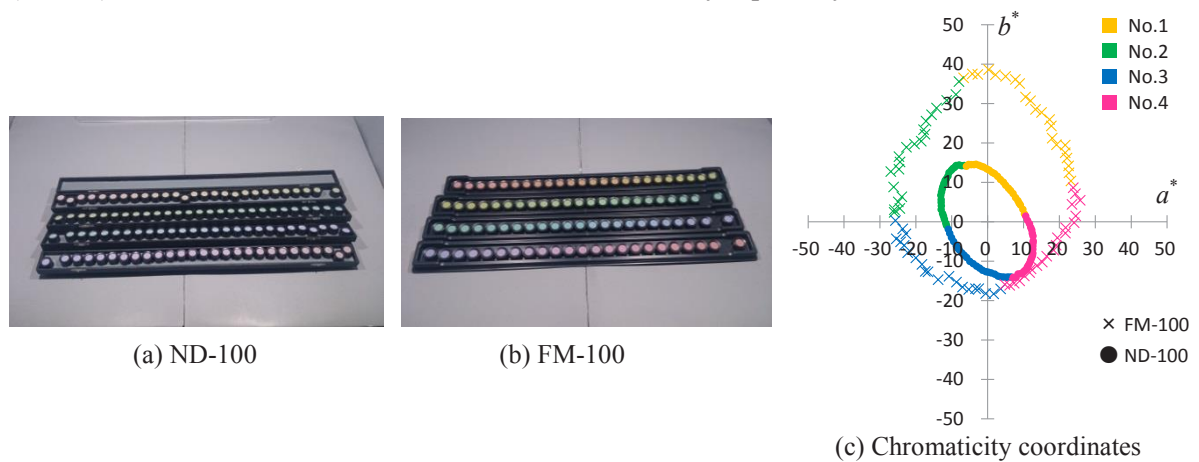 (a) ND-100
(b) FM-100
50
40
30
20
10
0
-10
-20
-30
-40
-50
-50 -40 -30 -20 -10 0 10 20 30 40 50
b*
a*
No.1
No.2
No.3
No.4
× FM-100
● ND-100
(c) Chromaticity coordinates